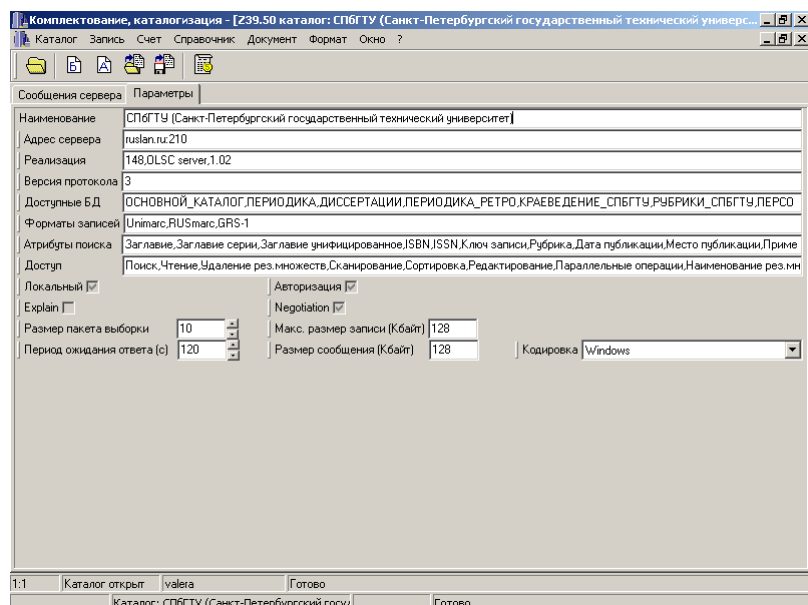 Комплектование, каталогизация - [Z39.50 каталог: СПбГТУ (Санкт-Петербургский государственный технический универс...
Каталог Запись Счет Справочник Документ Формат Окно ?
Сообщения сервера Параметры
Наименование СПбГТУ (Санкт-Петербургский государственный технический университет)
Адрес сервера ruslan.ru:210
Реализация 148,OLSC server,1.02
Версия протокола 3
Доступные БД ОСНОВНОЙ_КАТАЛОГ,ПЕРИОДИКА,ДИССЕРТАЦИИ,ПЕРИОДИКА_РЕТРО,КРАЕВЕДЕНИЕ_СПБГТУ,РУБРИКИ_СПБГТУ,ПЕРСО
Форматы записей Unimarc,RUSmarc,GRS-1
Атрибуты поиска Заглавие,Заглавие серии,Заглавие унифицированное,ISBN,ISSN,Ключ записи,Рубрика,Дата публикации,Место публикации,Приме
Доступ Поиск,Чтение,Удаление рез.множеств,Сканирование,Сортировка,Редактирование,Параллельные операции,Наименование рез.мн
Локальный Авторизация
Explain Negotiation
Размер пакета выборки 10 Макс. размер записи (Кбайт) 128
Период ожидания ответа (с) 120 Размер сообщения (Кбайт) 128 Кодировка Windows
1:1 Каталог открыт valera Готово
Каталог: СПбГТУ (Санкт-Петербургский госу Готово